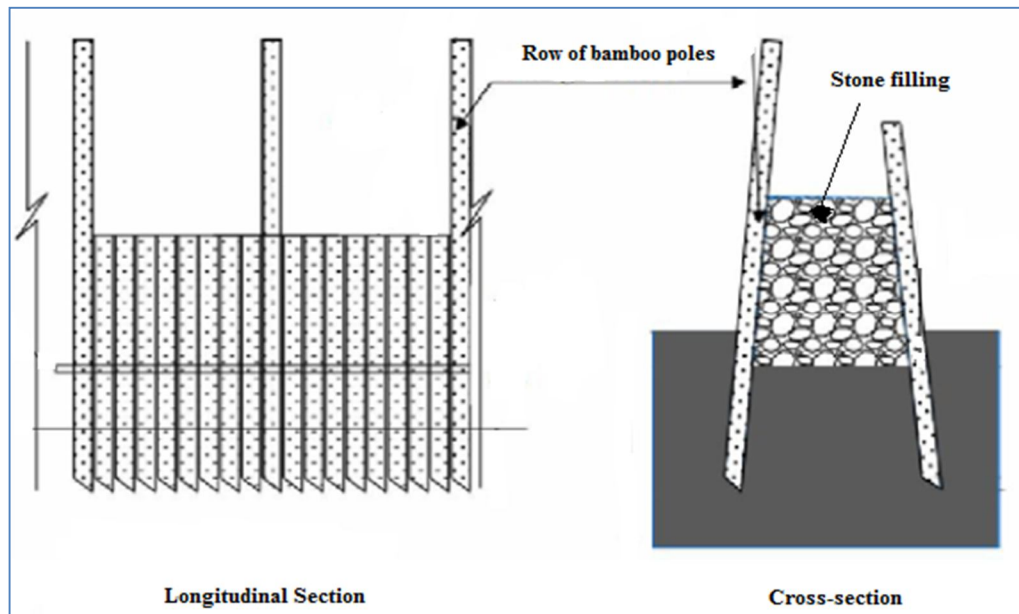 Row of bamboo poles
Stone filling
Longitudinal Section
Cross-section